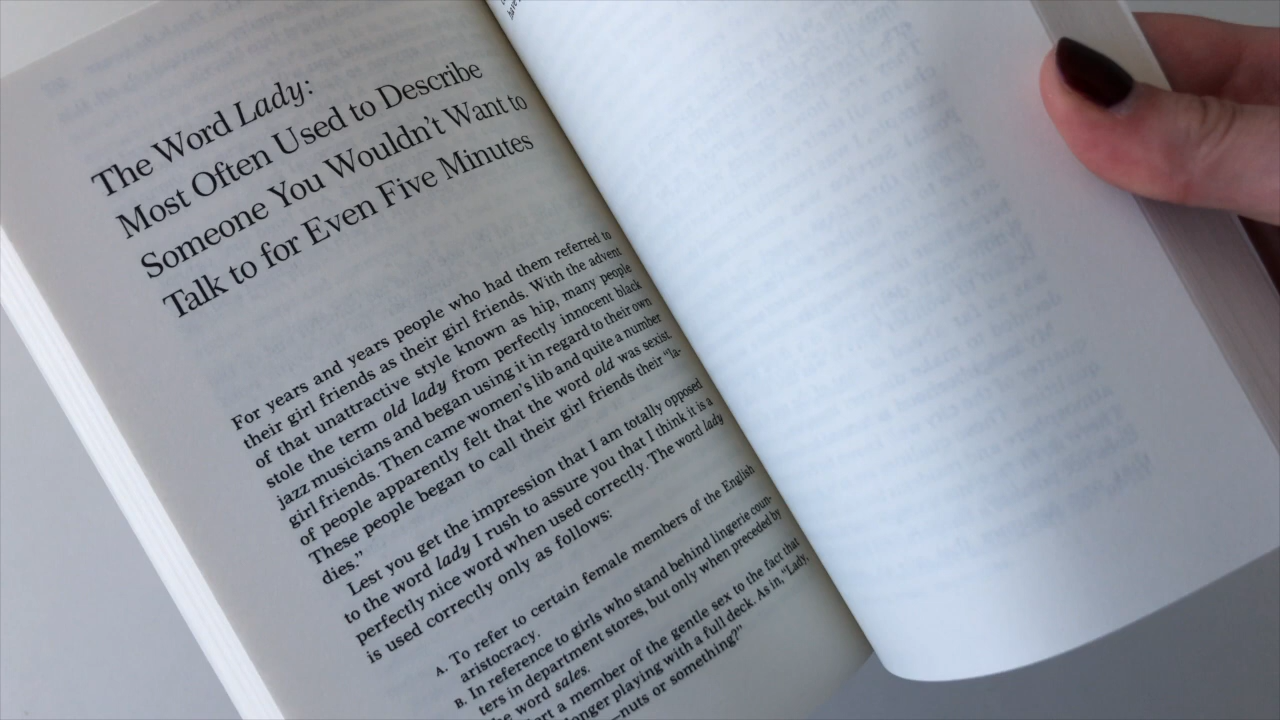 The Word Lady:
Most Often Used to Describe
Someone You Wouldn't Want to
Talk to for Even Five Minutes
For years and years people who had them referred to
their girl friends as their girl friends. With the advent
of that unattractive style known as hip, many people
stole the term old lady from perfectly innocent black
jazz musicians and began using it in regard to their own
girl friends. Then came women's lib and quite a number
of people apparently felt that the word old was sexist.
These people began to call their girl friends their "la-
dies."
Lest you get the impression that I am totally opposed
to the word lady I rush to assure you that I think it is a
perfectly nice word when used correctly. The word lady
is used correctly only as follows:
A. To refer to certain female members of the English
aristocracy.
B. In reference to girls who stand behind lingerie coun-
ters in department stores, but only when preceded by
the word sales.
a member of the gentle sex to the fact that
longer playing with a full deck. As in, "Lady,
—nuts or something?"
have